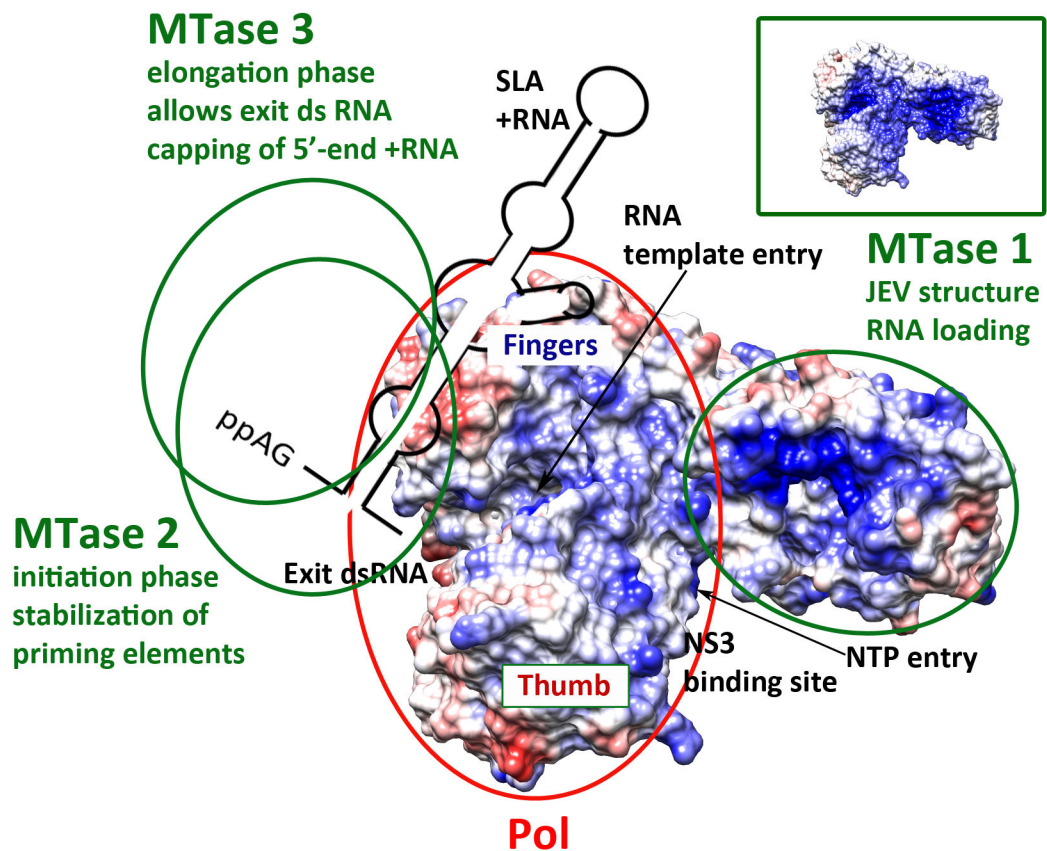 MTase 3
elongation phase
allows exit ds RNA
capping of 5’-end +RNA
SLA
+RNA
RNA
template entry
MTase 1
JEV structure
RNA loading
Fingers
ppAG
MTase 2
initiation phase
stabilization of
priming elements
Exit dsRNA
NS3
binding site
NTP entry
Thumb
Pol